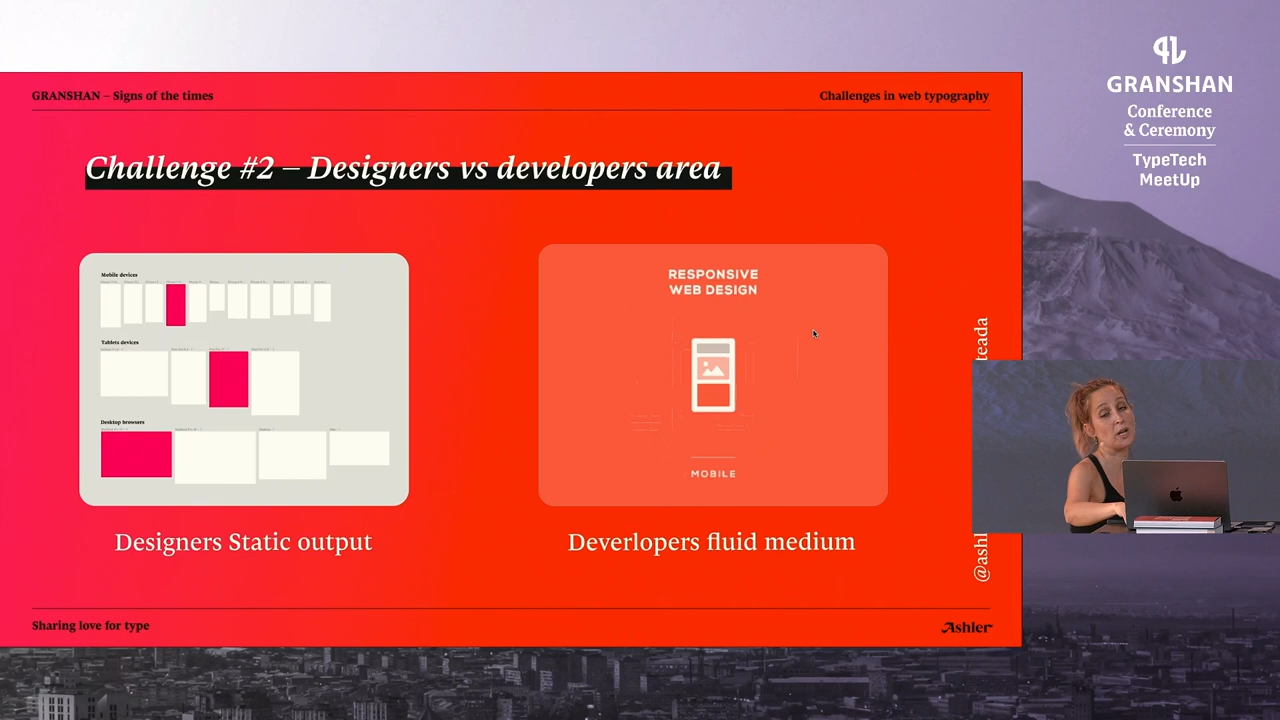 GRANSHAN – Signs of the times
Challenges in web typography
Challenge #2 – Designers vs developers area
Mobile devices
Tablets devices
Desktop browsers
RESPONSIVE
WEB DESIGN
MOBILE
Designers Static output
Deverlopers fluid medium
Sharing love for type
Ashler
GRANSHAN
Conference
& Ceremony
TypeTech
MeetUp